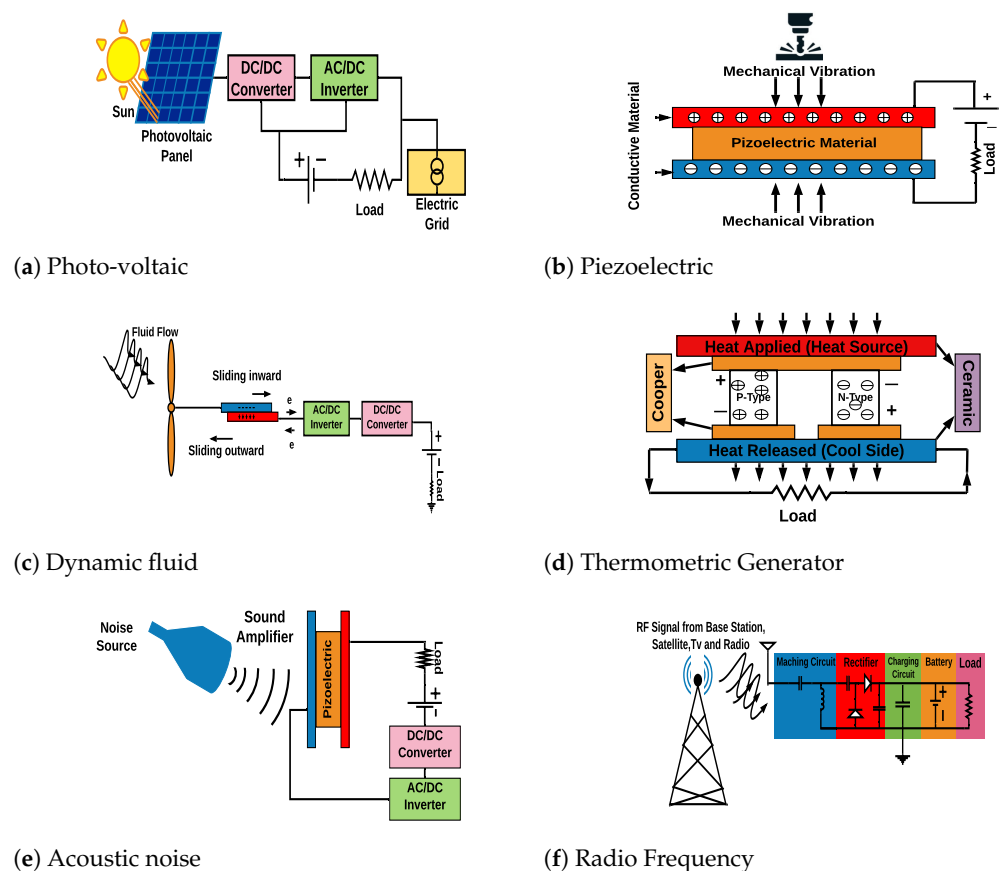 Sun
Photovoltaic
Panel
DC/DC
Converter
AC/DC
Inverter
+ −
Load
Electric
Grid
(a) Photo-voltaic
Mechanical Vibration
Conductive Material
Pizoelectric Material
Mechanical Vibration
+
−
Load
(b) Piezoelectric
Fluid Flow
Sliding inward
Sliding outward
e
e
AC/DC
Inverter
DC/DC
Converter
+
−
Load
(c) Dynamic fluid
Heat Applied (Heat Source)
Cooper
+
−
P-Type
N-Type
−
+
Ceramic
Heat Released (Cool Side)
Load
(d) Thermometric Generator
Noise
Source
Sound
Amplifier
Pizoelectric
Load
+
−
DC/DC
Converter
AC/DC
Inverter
(e) Acoustic noise
RF Signal from Base Station,
Satellite,Tv and Radio
Maching Circuit
Rectifier
Charging
Circuit
Battery
Load
+
−
(f) Radio Frequency